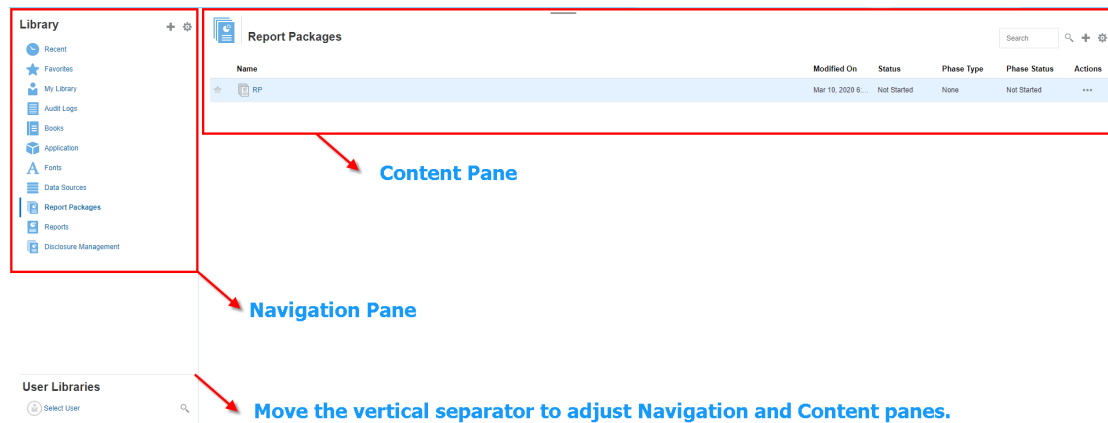 Library
Recent
Favorites
My Library
Audit Logs
Books
Application
Fonts
Data Sources
Report Packages
Reports
Disclosure Management
Report Packages
Search
Name Modified On Status Phase Type Phase Status Actions
RP Mar 10, 2020 6:... Not Started None Not Started ...
Content Pane
Navigation Pane
User Libraries
Select User
Move the vertical separator to adjust Navigation and Content panes.